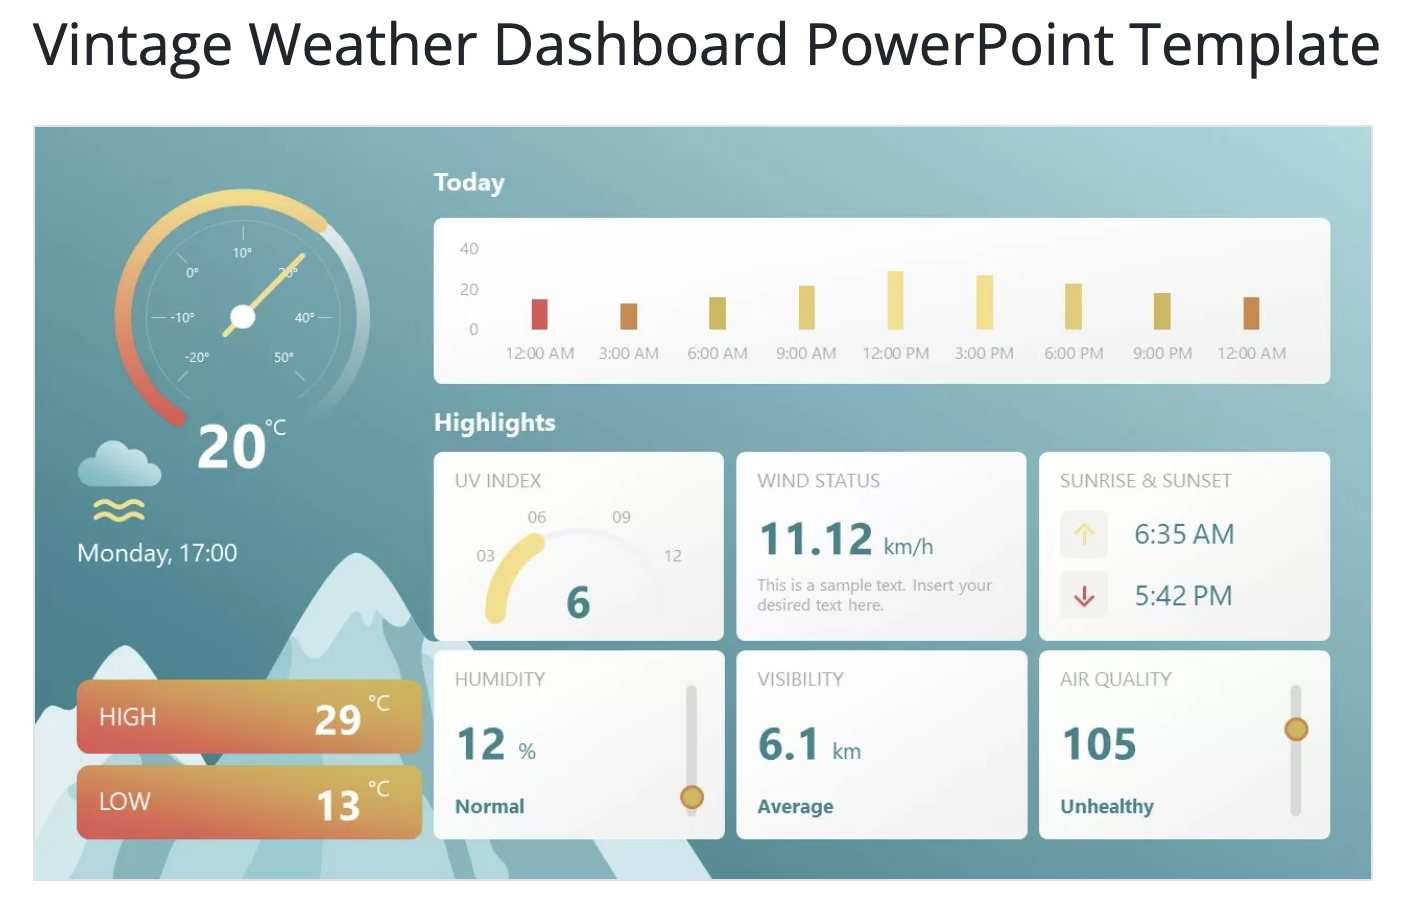 Vintage Weather Dashboard PowerPoint Template
10°
0°
20°
-10°
40°
-20°
50°
20 °C
Monday, 17:00
HIGH 29 °C
LOW 13 °C
Today
40
20
0
12:00 AM 3:00 AM 6:00 AM 9:00 AM 12:00 PM 3:00 PM 6:00 PM 9:00 PM 12:00 AM
Highlights
UV INDEX
06 09
03 12
6
WIND STATUS
11.12 km/h
This is a sample text. Insert your
desired text here.
SUNRISE & SUNSET
6:35 AM
5:42 PM
HUMIDITY
12 %
Normal
VISIBILITY
6.1 km
Average
AIR QUALITY
105
Unhealthy